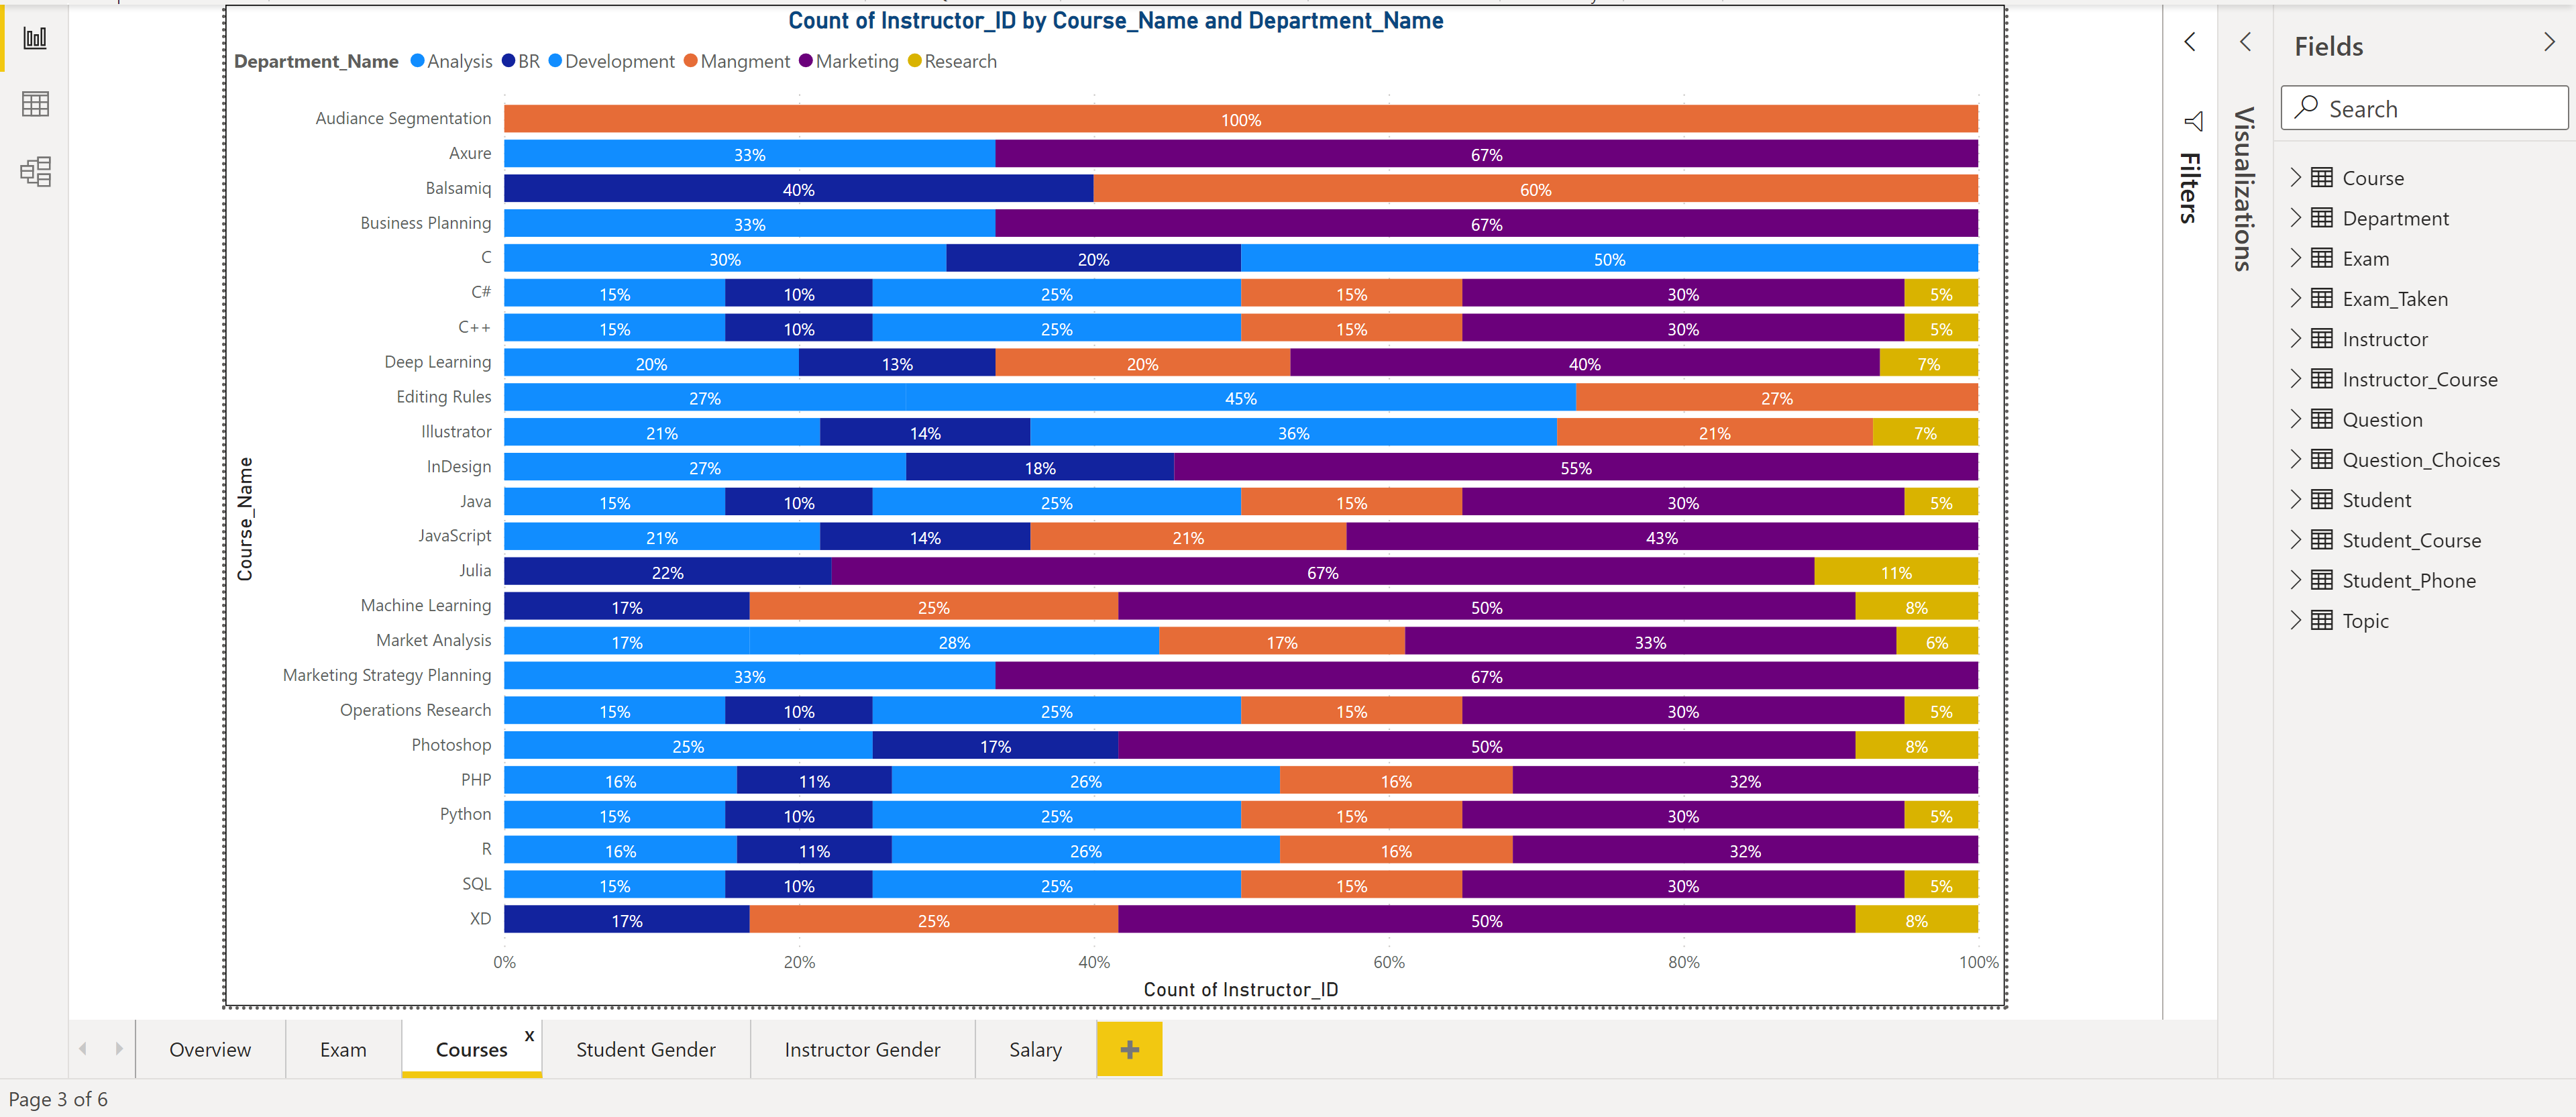 Count of Instructor_ID by Course_Name and Department_Name
Department_Name Analysis BR Development Mangment Marketing Research
Audiance Segmentation 100%
Axure 33% 67%
Balsamiq 40% 60%
Business Planning 33% 67%
C 30% 20% 50%
C# 15% 10% 25% 15% 30% 5%
C++ 15% 10% 25% 15% 30% 5%
Deep Learning 20% 13% 20% 40% 7%
Editing Rules 27% 45% 27%
Illustrator 21% 14% 36% 21% 7%
InDesign 27% 18% 55%
Java 15% 10% 25% 15% 30% 5%
JavaScript 21% 14% 21% 43%
Julia 22% 67% 11%
Machine Learning 17% 25% 50% 8%
Market Analysis 17% 28% 17% 33% 6%
Marketing Strategy Planning 33% 67%
Operations Research 15% 10% 25% 15% 30% 5%
Photoshop 25% 17% 50% 8%
PHP 16% 11% 26% 16% 32%
Python 15% 10% 25% 15% 30% 5%
R 16% 11% 26% 16% 32%
SQL 15% 10% 25% 15% 30% 5%
XD 17% 25% 50% 8%
0% 20% 40% 60% 80% 100%
Count of Instructor_ID
Course_Name
Filters
Visualizations
Fields
Search
Course
Department
Exam
Exam_Taken
Instructor
Instructor_Course
Question
Question_Choices
Student
Student_Course
Student_Phone
Topic
Overview Exam Courses x Student Gender Instructor Gender Salary +
Page 3 of 6